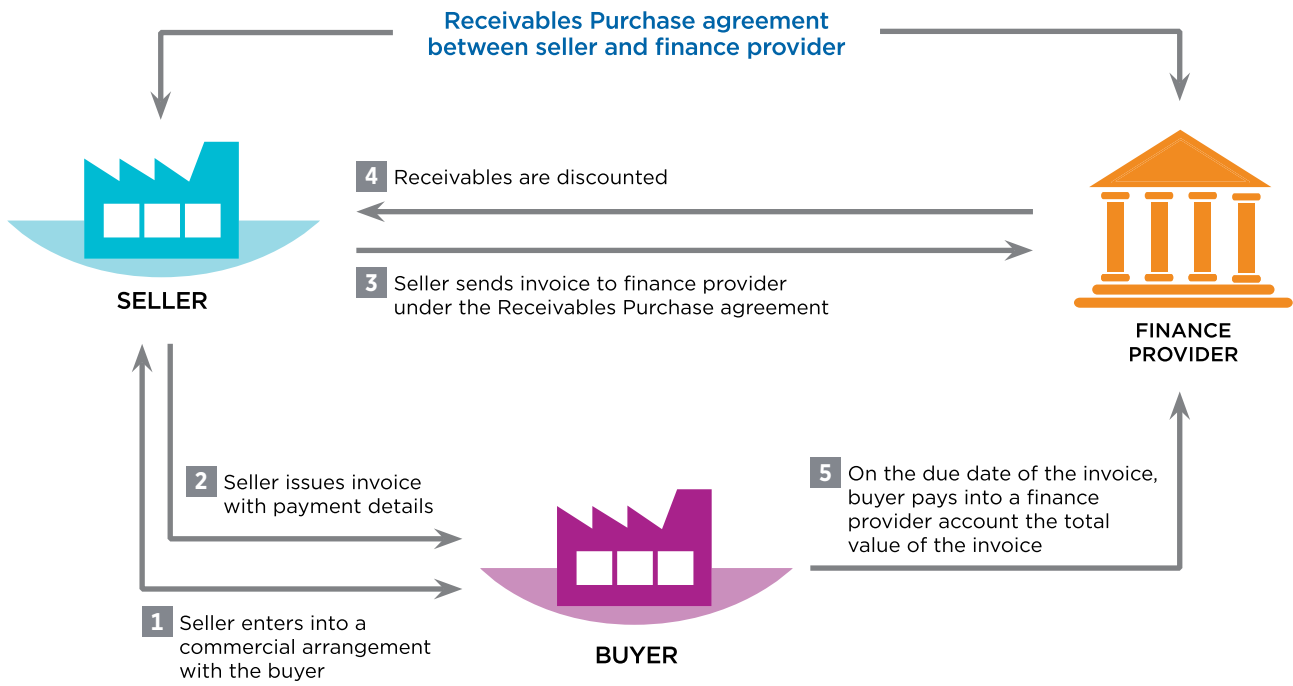 Receivables Purchase agreement
between seller and finance provider
4 Receivables are discounted
3 Seller sends invoice to finance provider
under the Receivables Purchase agreement
SELLER
FINANCE
PROVIDER
2 Seller issues invoice
with payment details
5 On the due date of the invoice,
buyer pays into a finance
provider account the total
value of the invoice
1 Seller enters into a
commercial arrangement
with the buyer
BUYER